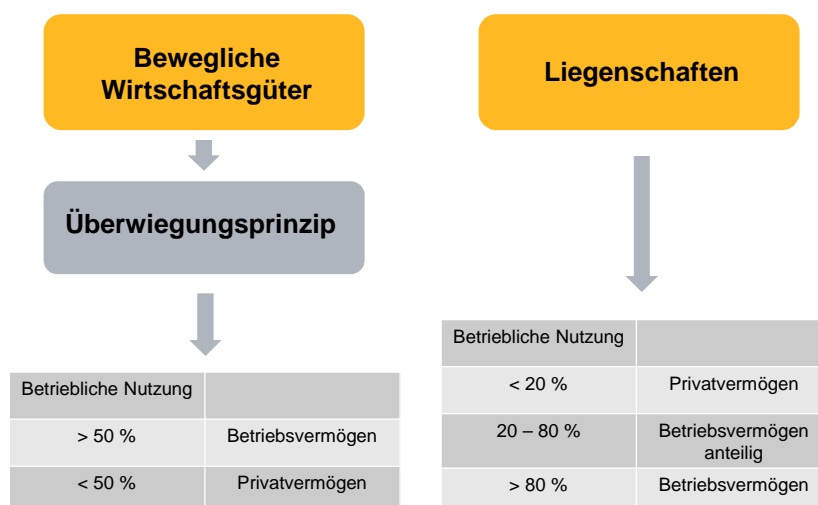 Bewegliche
Wirtschaftsgüter
Überwiegungsprinzip
Betriebliche Nutzung
> 50 % Betriebsvermögen
< 50 % Privatvermögen
Liegenschaften
Betriebliche Nutzung
< 20 % Privatvermögen
20 – 80 % Betriebsvermögen
anteilig
> 80 % Betriebsvermögen